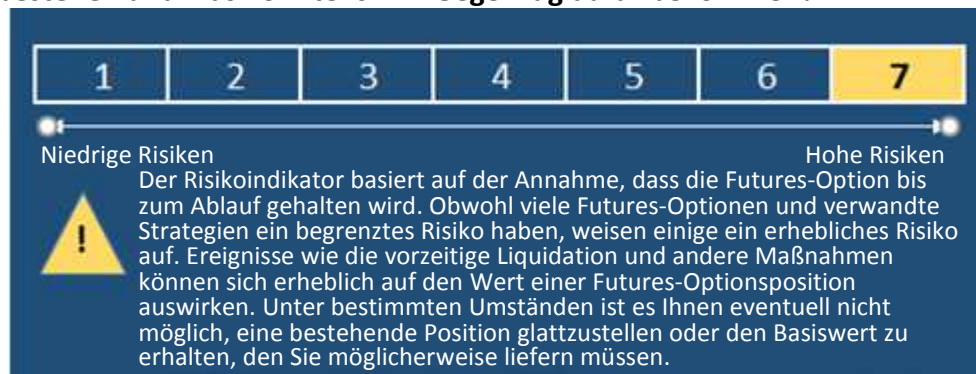 1 2 3 4 5 6 7
Niedrige Risiken Hohe Risiken
Der Risikoindikator basiert auf der Annahme, dass die Futures-Option bis
zum Ablauf gehalten wird. Obwohl viele Futures-Optionen und verwandte
Strategien ein begrenztes Risiko haben, weisen einige ein erhebliches Risiko
auf. Ereignisse wie die vorzeitige Liquidation und andere Maßnahmen
können sich erheblich auf den Wert einer Futures-Optionsposition
auswirken. Unter bestimmten Umständen ist es Ihnen eventuell nicht
möglich, eine bestehende Position glattzustellen oder den Basiswert zu
erhalten, den Sie möglicherweise liefern müssen.
!